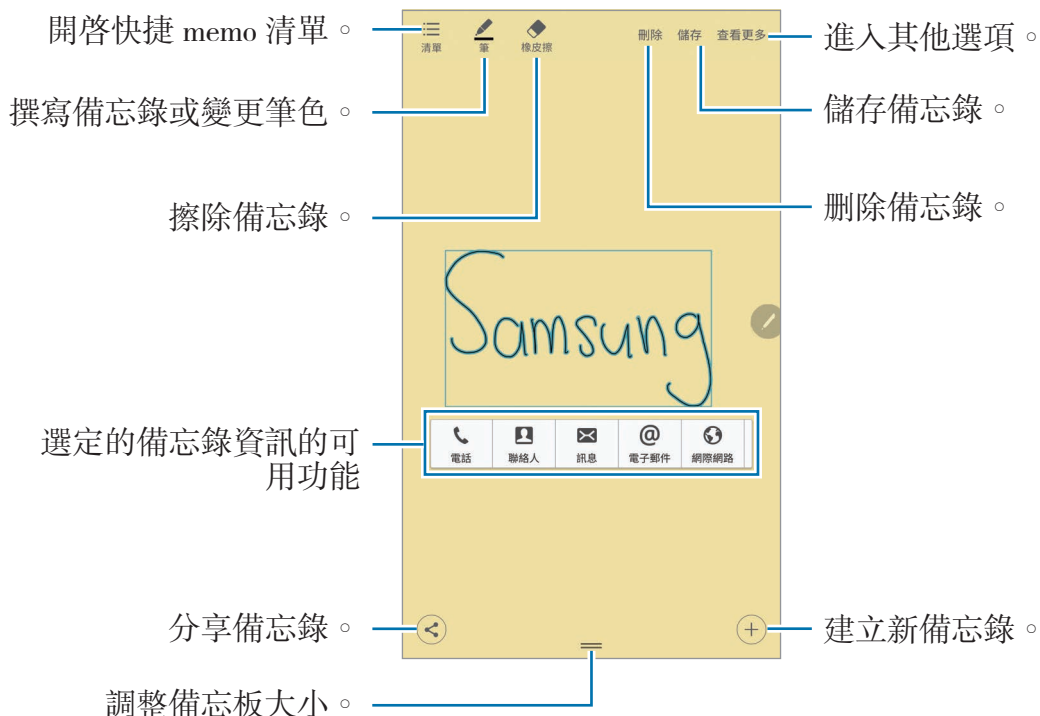 開啓快捷 memo 清單。
清單
筆
橡皮擦
刪除
儲存
查看更多
進入其他選項。
撰寫備忘錄或變更筆色。
儲存備忘錄。
擦除備忘錄。
刪除備忘錄。
Samsung
選定的備忘錄資訊的可
用功能
電話
聯絡人
訊息
@
電子郵件
網際網路
分享備忘錄。
建立新備忘錄。
調整備忘板大小。